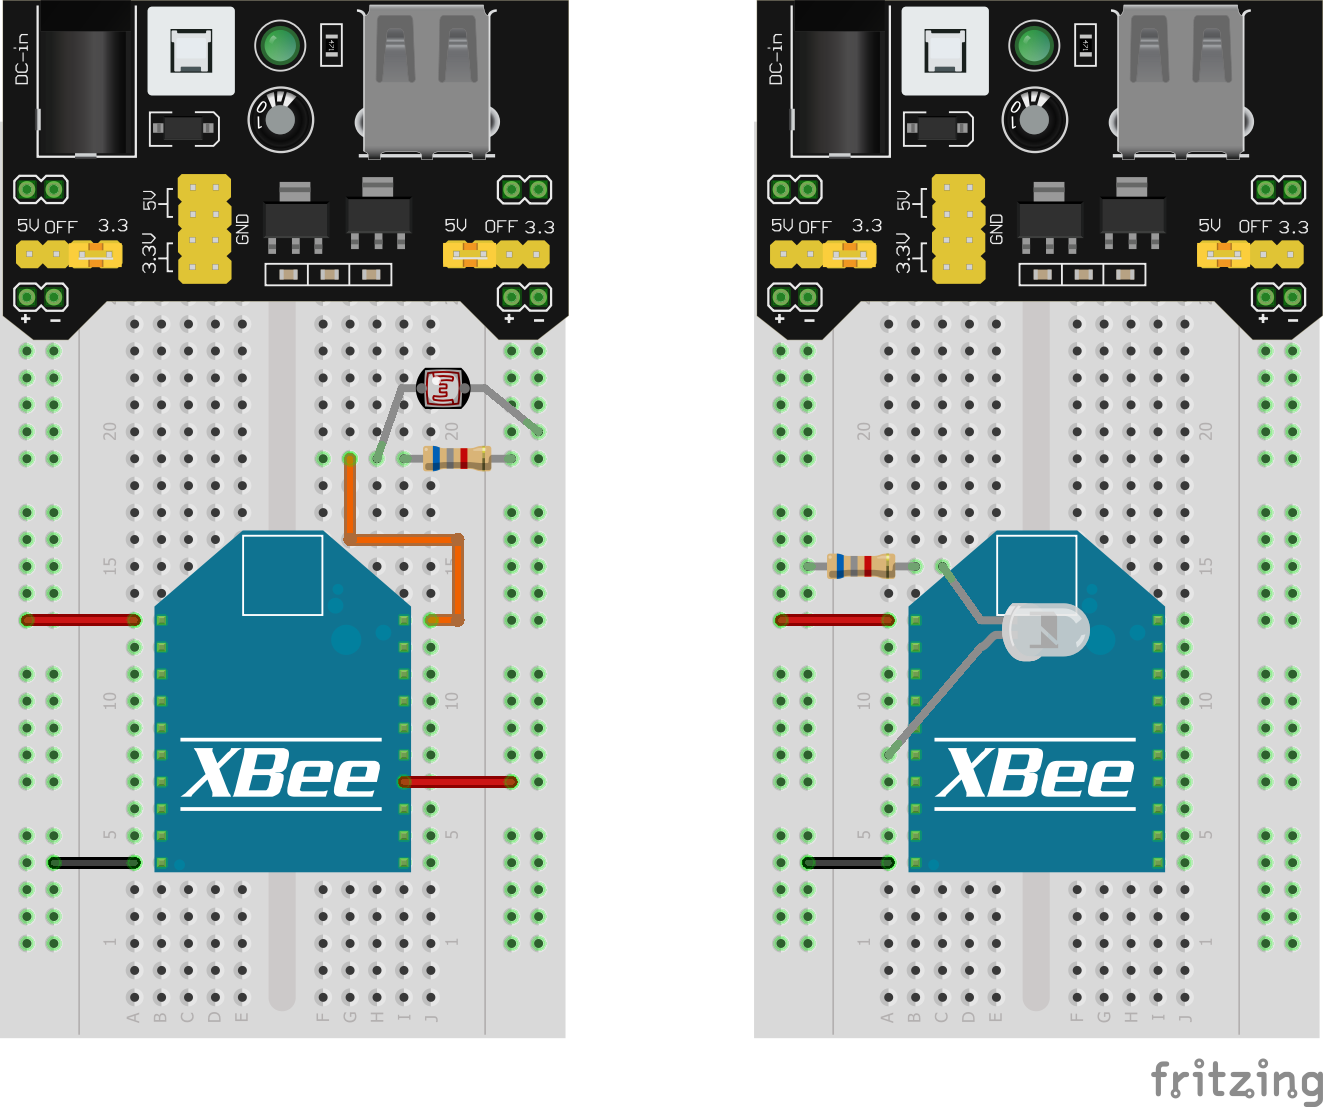 DC-in
5V
3.3V
GND
5V OFF 3.3
5V OFF 3.3
+ -
+ -
20
20
15
15
10
10
XBee
5
5
1
1
A B C D E
F G H I J
DC-in
5V
3.3V
GND
5V OFF 3.3
5V OFF 3.3
+ -
+ -
20
20
15
10
10
XBee
5
5
1
1
A B C D E
F G H I J
fritzing